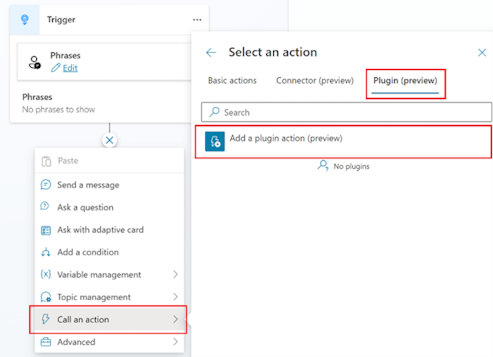 Trigger
...
Phrases
Edit
Phrases
No phrases to show
Paste
Send a message
Ask a question
Ask with adaptive card
Add a condition
{x} Variable management
Topic management
Call an action
Advanced
Select an action
Basic actions
Connector (preview)
Plugin (preview)
Search
Add a plugin action (preview)
No plugins